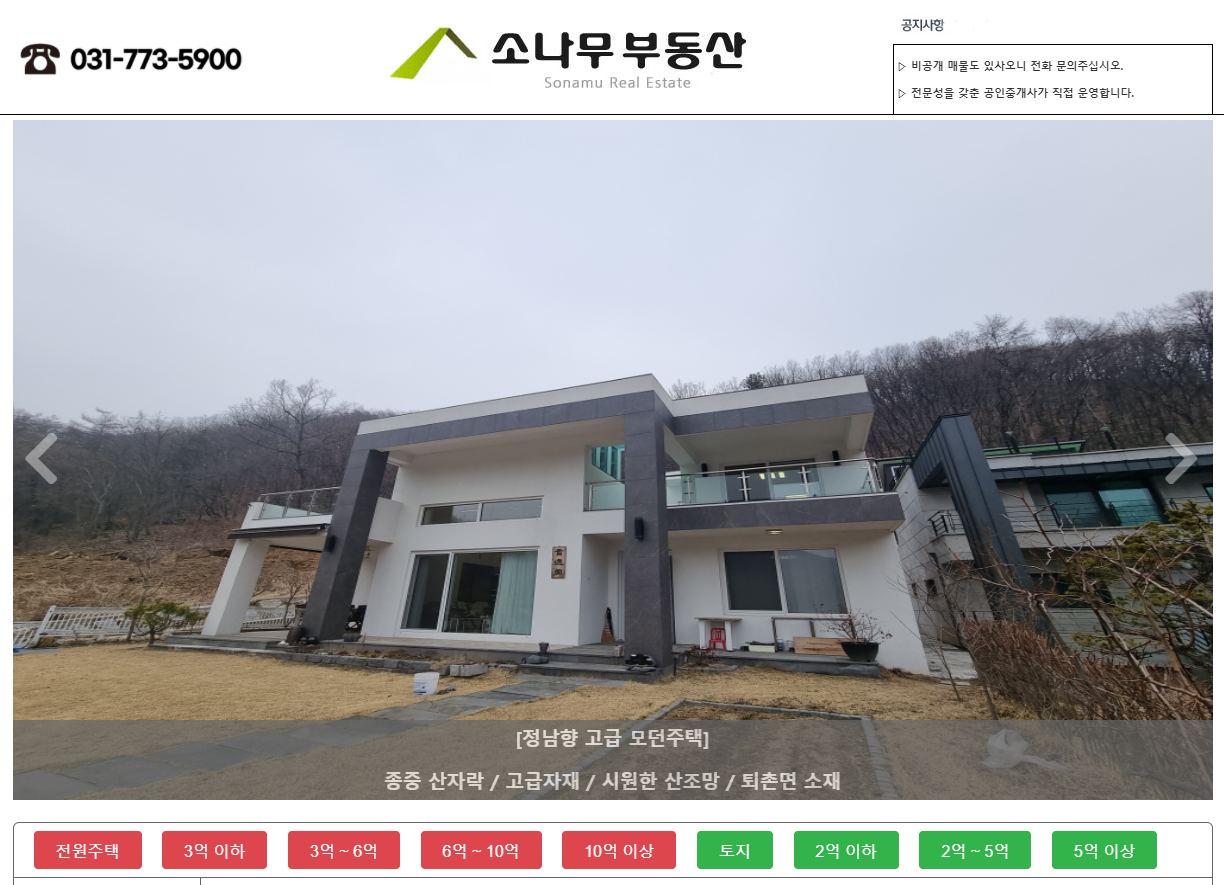 031-773-5900
소나무부동산
Sonamu Real Estate
공지사항
▷ 비공개 매물도 있사오니 전화 문의주십시오.
▷ 전문성을 갖춘 공인중개사가 직접 운영합니다.
[정남향 고급 모던주택]
종중 산자락 / 고급자재 / 시원한 산조망 / 퇴촌면 소재
전원주택 3억 이하 3억 ~ 6억 6억 ~ 10억 10억 이상 토지 2억 이하 2억 ~ 5억 5억 이상